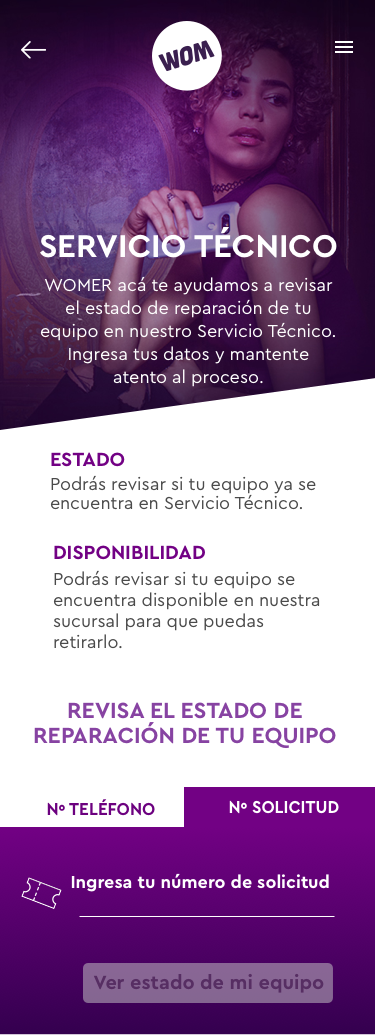 WOM
SERVICIO TÉCNICO
WOMER acá te ayudamos a revisar
el estado de reparación de tu
equipo en nuestro Servicio Técnico.
Ingresa tus datos y mantente
atento al proceso.
ESTADO
Podrás revisar si tu equipo ya se
encuentra en Servicio Técnico.
DISPONIBILIDAD
Podrás revisar si tu equipo se
encuentra disponible en nuestra
sucursal para que puedas
retirarlo.
REVISA EL ESTADO DE
REPARACIÓN DE TU EQUIPO
Nº TELÉFONO
Nº SOLICITUD
Ingresa tu número de solicitud
Ver estado de mi equipo